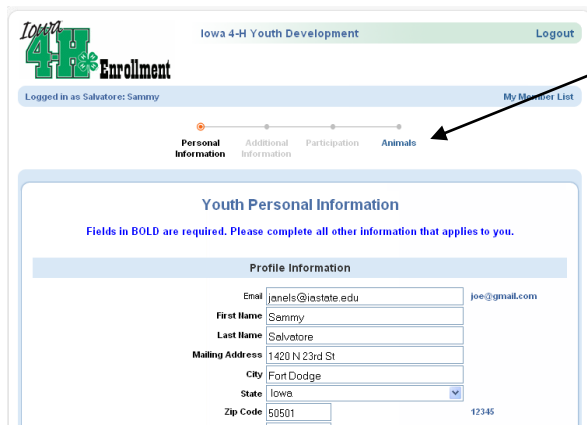 Iowa
4-H
Enrollment
Iowa 4-H Youth Development
Logout
Logged in as Salvatore: Sammy
My Member List
Personal Information
Additional Information
Participation
Animals
Youth Personal Information
Fields in BOLD are required. Please complete all other information that applies to you.
Profile Information
Email janels@iastate.edu joe@gmail.com
First Name Sammy
Last Name Salvatore
Mailing Address 1420 N 23rd St
City Fort Dodge
State Iowa
Zip Code 50501 12345